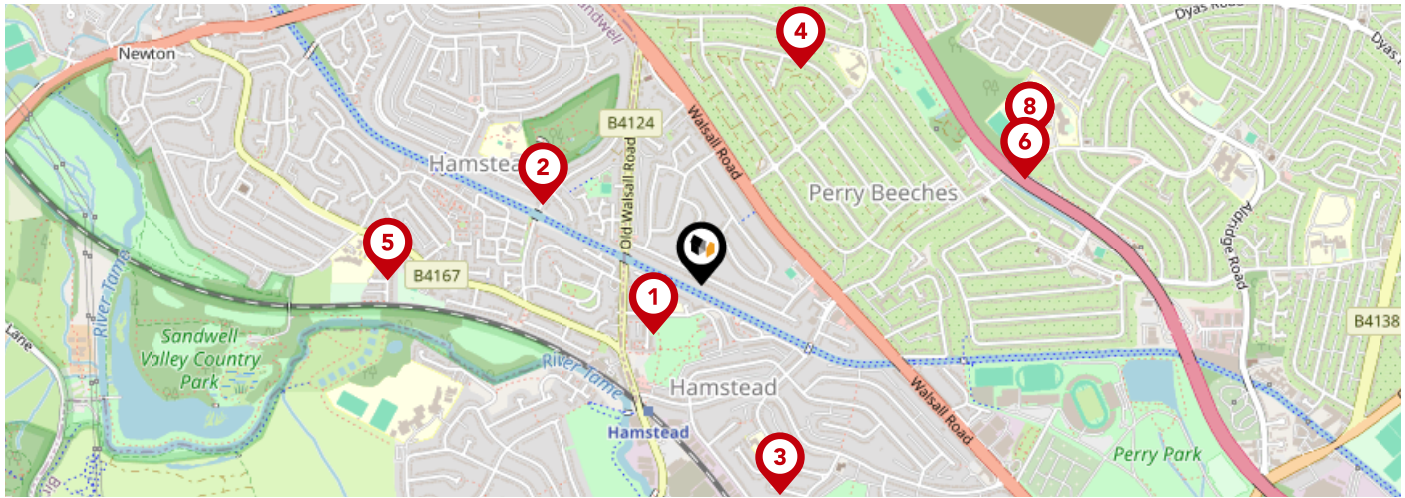 Newton
Sandwell
Dyas Road
Dyas
4
8
6
B4124
Walsall Road
Hamstead
2
Perry Beeches
Old Walsall Road
Aldridge Road
5
B4167
1
River Tame
Lane
Sandwell
Valley Country
Park
River Tame
B4138
Hamstead
Walsall Road
Hamstead
3
Perry Park